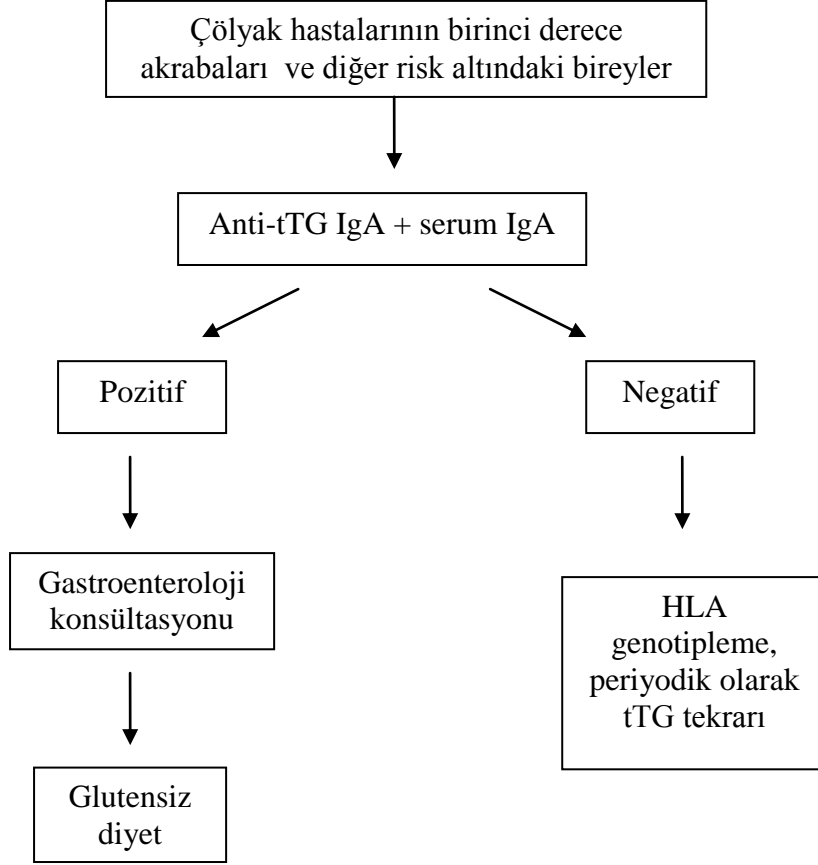 Çölyak hastalarının birinci derece
akrabaları ve diğer risk altındaki bireyler
Anti-tTG IgA + serum IgA
Pozitif
Negatif
Gastroenteroloji
konsültasyonu
HLA
genotipleme,
periyodik olarak
tTG tekrarı
Glutensiz
diyet